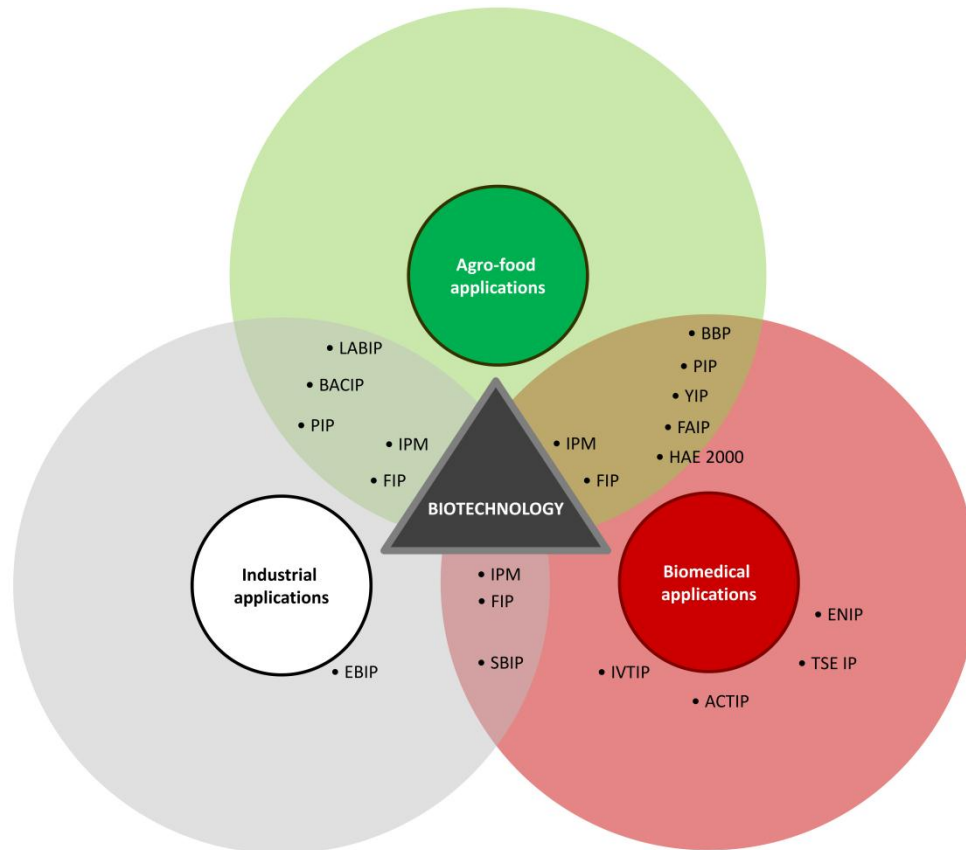 Agro-food
applications
• LABIP
• BACIP
• PIP
• IPM
• FIP
• BBP
• PIP
• YIP
• FAIP
• HAE 2000
• IPM
• FIP
BIOTECHNOLOGY
Industrial
applications
• EBIP
• IPM
• FIP
• SBIP
Biomedical
applications
• ENIP
• TSE IP
• IVTIP
• ACTIP